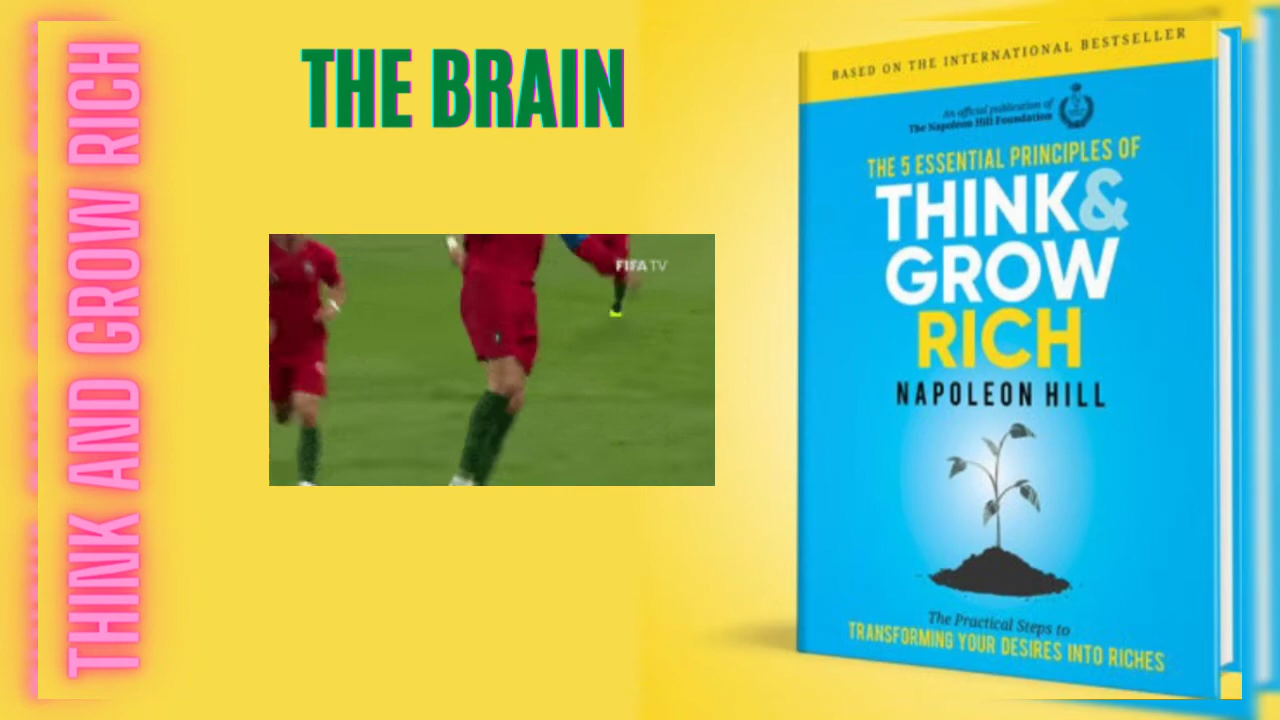 THINK AND GROW RICH
THE BRAIN
FIFA TV
BASED ON THE INTERNATIONAL BESTSELLER
An official publication of
The Napoleon Hill Foundation
THE 5 ESSENTIAL PRINCIPLES OF
THINK &
GROW
RICH
NAPOLEON HILL
The Practical Steps to
TRANSFORMING YOUR DESIRES INTO RICHES